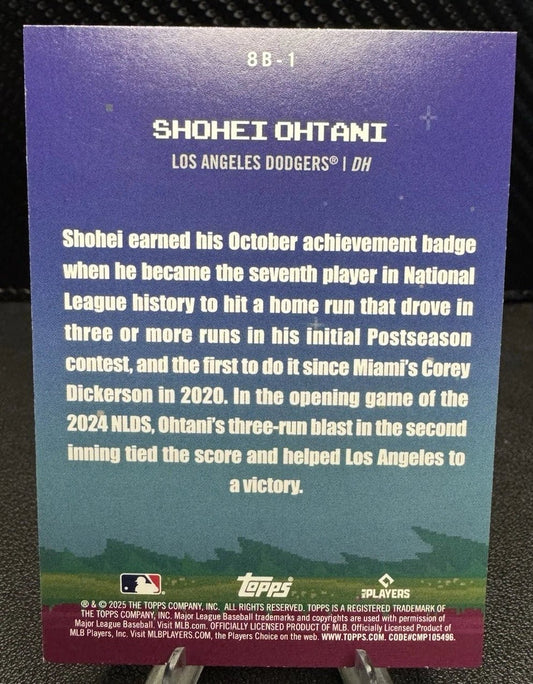 8B-1
SHOHEI OHTANI
LOS ANGELES DODGERS® | DH
Shohei earned his October achievement badge
when he became the seventh player in National
League history to hit a home run that drove in
three or more runs in his initial Postseason
contest, and the first to do it since Miami's Corey
Dickerson in 2020. In the opening game of the
2024 NLDS, Ohtani's three-run blast in the second
inning tied the score and helped Los Angeles to
a victory.
topps® PLAYERS
® & © 2025 THE TOPPS COMPANY, INC. ALL RIGHTS RESERVED. TOPPS IS A REGISTERED TRADEMARK OF
THE TOPPS COMPANY, INC. Major League Baseball trademarks and copyrights are used with permission of
Major League Baseball. Visit MLB.com. OFFICIALLY LICENSED PRODUCT OF MLB. Officially Licensed Product of
MLB Players, Inc. Visit MLBPLAYERS.COM, the Players Choice on the web. WWW.TOPPS.COM. CODE#CMP105496.